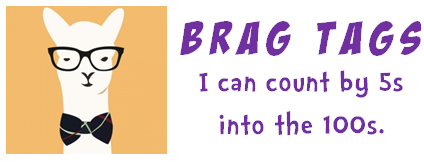 BRAG TAGS
I can count by 5s
into the 100s.